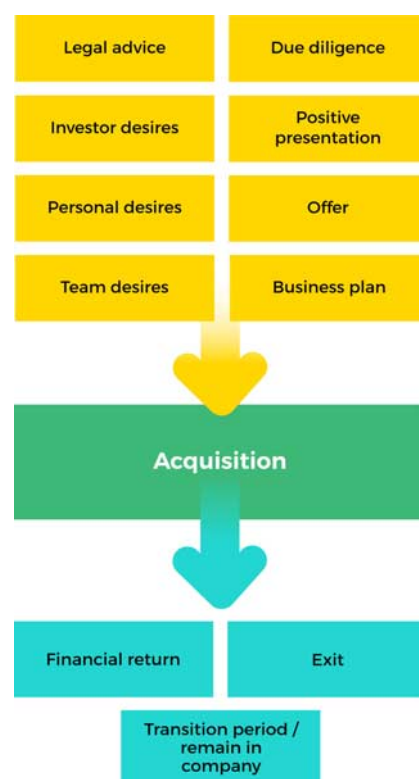 Legal advice
Due diligence
Investor desires
Positive
presentation
Personal desires
Offer
Team desires
Business plan
Acquisition
Financial return
Exit
Transition period /
remain in
company